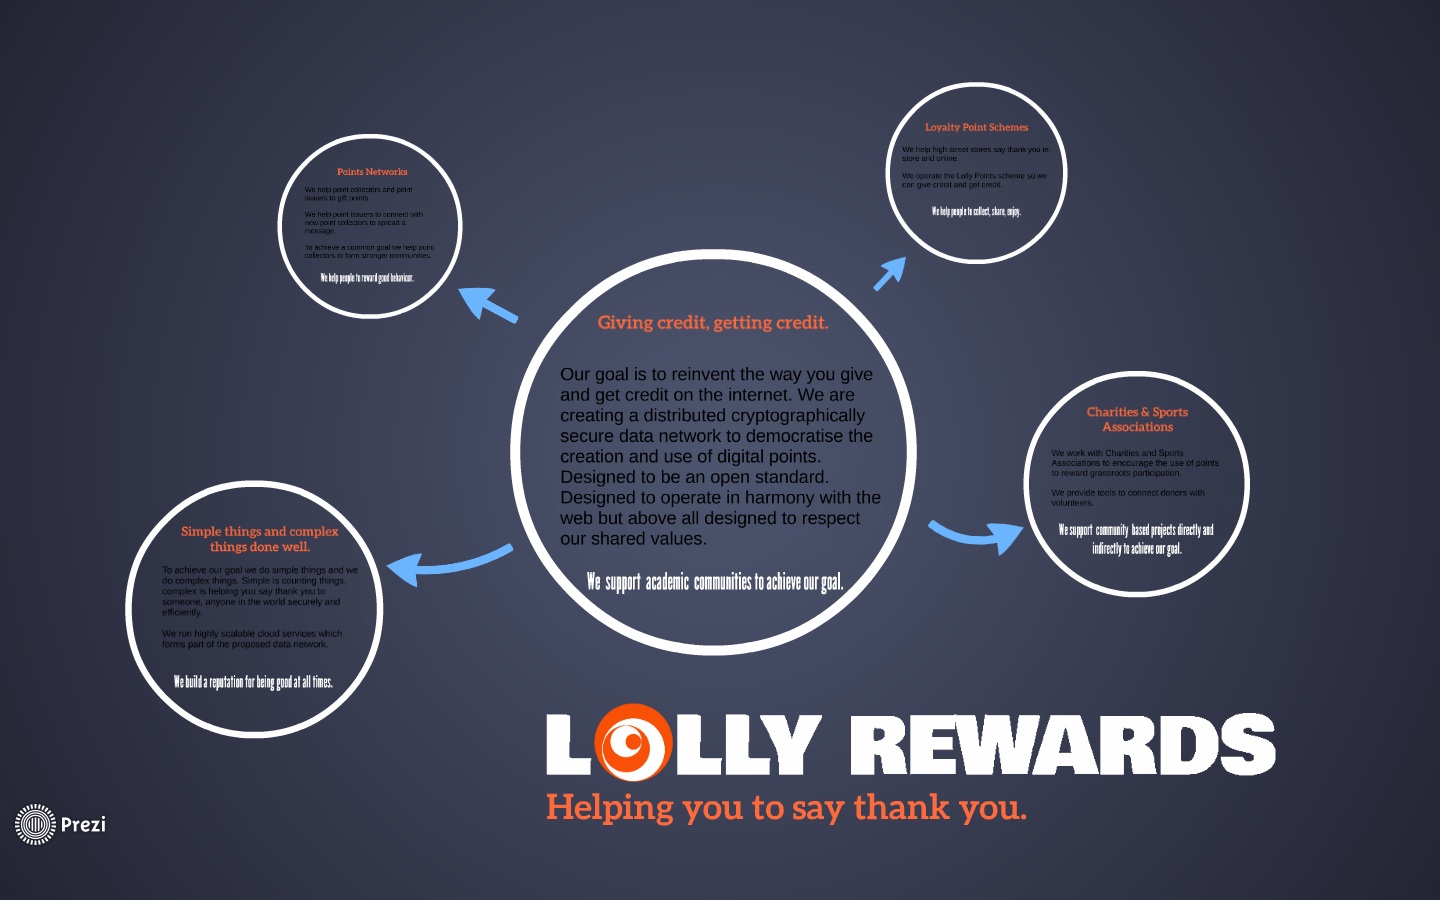 Points Networks
We help point collectors and point
issuers to gift points.
We help point issuers to connect with
new point collectors to spread a
message.
To achieve a common goal we help point
collectors to form stronger communities.
We help people to reward good behaviour.
Loyalty Point Schemes
We help high street stores say thank you in-
store and online.
We operate the Lolly Points scheme so we
can give credit and get credit.
We help people to collect, share, enjoy.
Giving credit, getting credit.
Our goal is to reinvent the way you give
and get credit on the internet. We are
creating a distributed cryptographically
secure data network to democratise the
creation and use of digital points.
Designed to be an open standard.
Designed to operate in harmony with the
web but above all designed to respect
our shared values.
We support academic communities to achieve our goal.
Charities & Sports
Associations
We work with Charities and Sports
Associations to encourage the use of points
to reward grassroots participation.
We provide tools to connect donors with
volunteers.
We support community based projects directly and
indirectly to achieve our goal.
Simple things and complex
things done well.
To achieve our goal we do simple things and we
do complex things. Simple is counting things,
complex is helping you say thank you to
someone, anyone in the world securely and
efficiently.
We run highly scalable cloud services which
forms part of the proposed data network.
We build a reputation for being good at all times.
LOLLY REWARDS
Helping you to say thank you.
Prezi